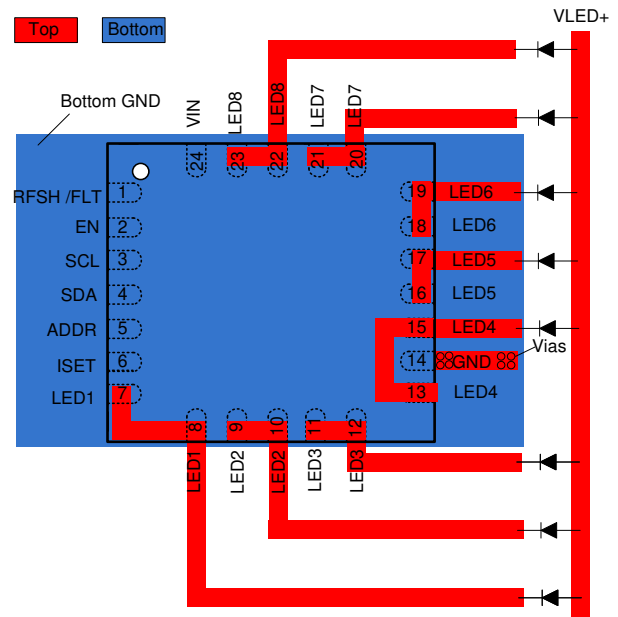 VLED+
Top
Bottom
Bottom GND
VIN
LED8
LED8
LED7
LED7
24
23
22
21
20
RFSH /FLT
1
19
LED6
EN
2
18
LED6
SCL
3
17
LED5
SDA
4
16
LED5
ADDR
5
15
LED4
Vias
ISET
6
14
GND
LED1
7
13
LED4
8
9
10
11
12
LED1
LED2
LED2
LED3
LED3